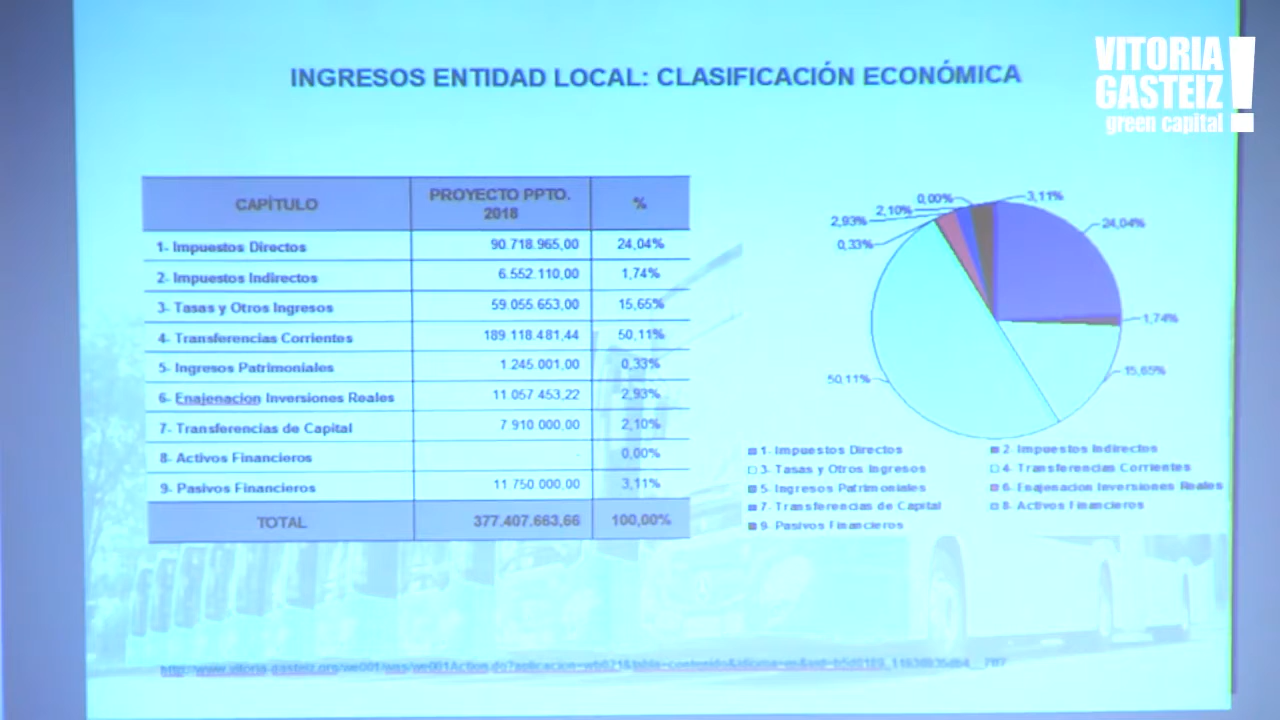 VITORIA
GASTEIZ
green capital
INGRESOS ENTIDAD LOCAL: CLASIFICACIÓN ECONÓMICA
CAPÍTULO PROYECTO PPTO. 2018 %
1- Impuestos Directos 90.718.965,00 24,04%
2- Impuestos Indirectos 6.552.110,00 1,74%
3- Tasas y Otros Ingresos 59.055.653,00 15,65%
4- Transferencias Corrientes 189.118.481,44 50,11%
5- Ingresos Patrimoniales 1.245.001,00 0,33%
6- Enajenacion Inversiones Reales 11.057.453,22 2,93%
7- Transferencias de Capital 7.910.000,00 2,10%
8- Activos Financieros 0,00%
9- Pasivos Financieros 11.750.000,00 3,11%
TOTAL 377.407.663,66 100,00%
0,00% 3,11%
2,10%
2,93% 24,04%
0,33%
1,74%
50,11% 15,65%
1- Impuestos Directos 2- Impuestos Indirectos
3- Tasas y Otros Ingresos 4- Transferencias Corrientes
5- Ingresos Patrimoniales 6- Enajenacion Inversiones Reales
7- Transferencias de Capital 8- Activos Financieros
9- Pasivos Financieros